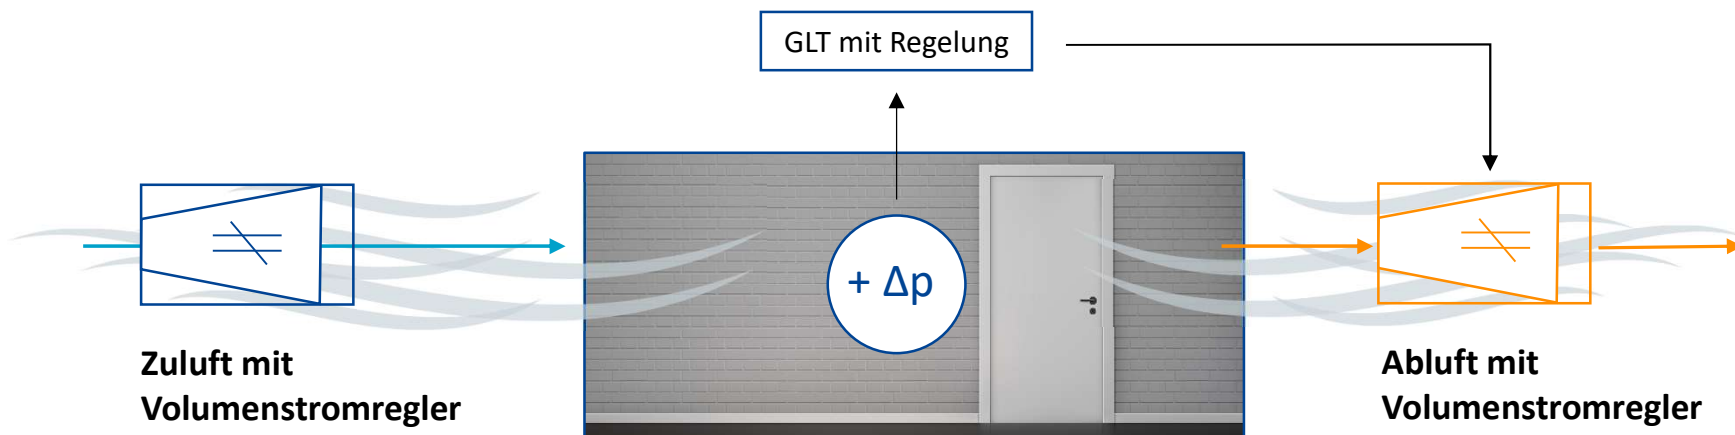 GLT mit Regelung
+ Δp
Zuluft mit
Volumenstromregler
Abluft mit
Volumenstromregler